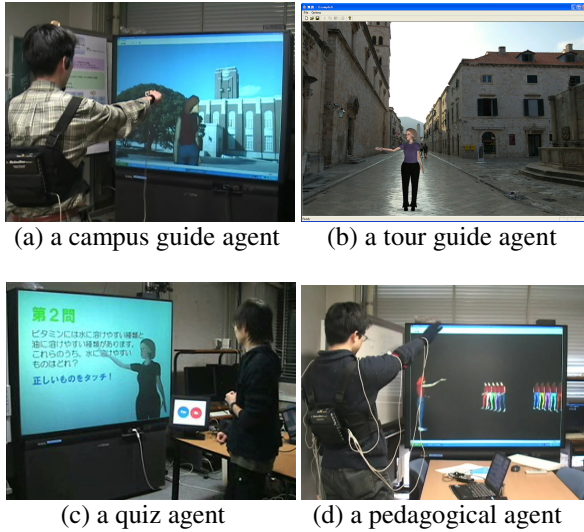 (a) a campus guide agent
(b) a tour guide agent
第2問
ビタミンには水に溶けやすい種類と
油に溶けやすい種類があります。
これらのうち、水に溶けやすい
ものはどれ？
正しいものをタッチ！
(c) a quiz agent
(d) a pedagogical agent